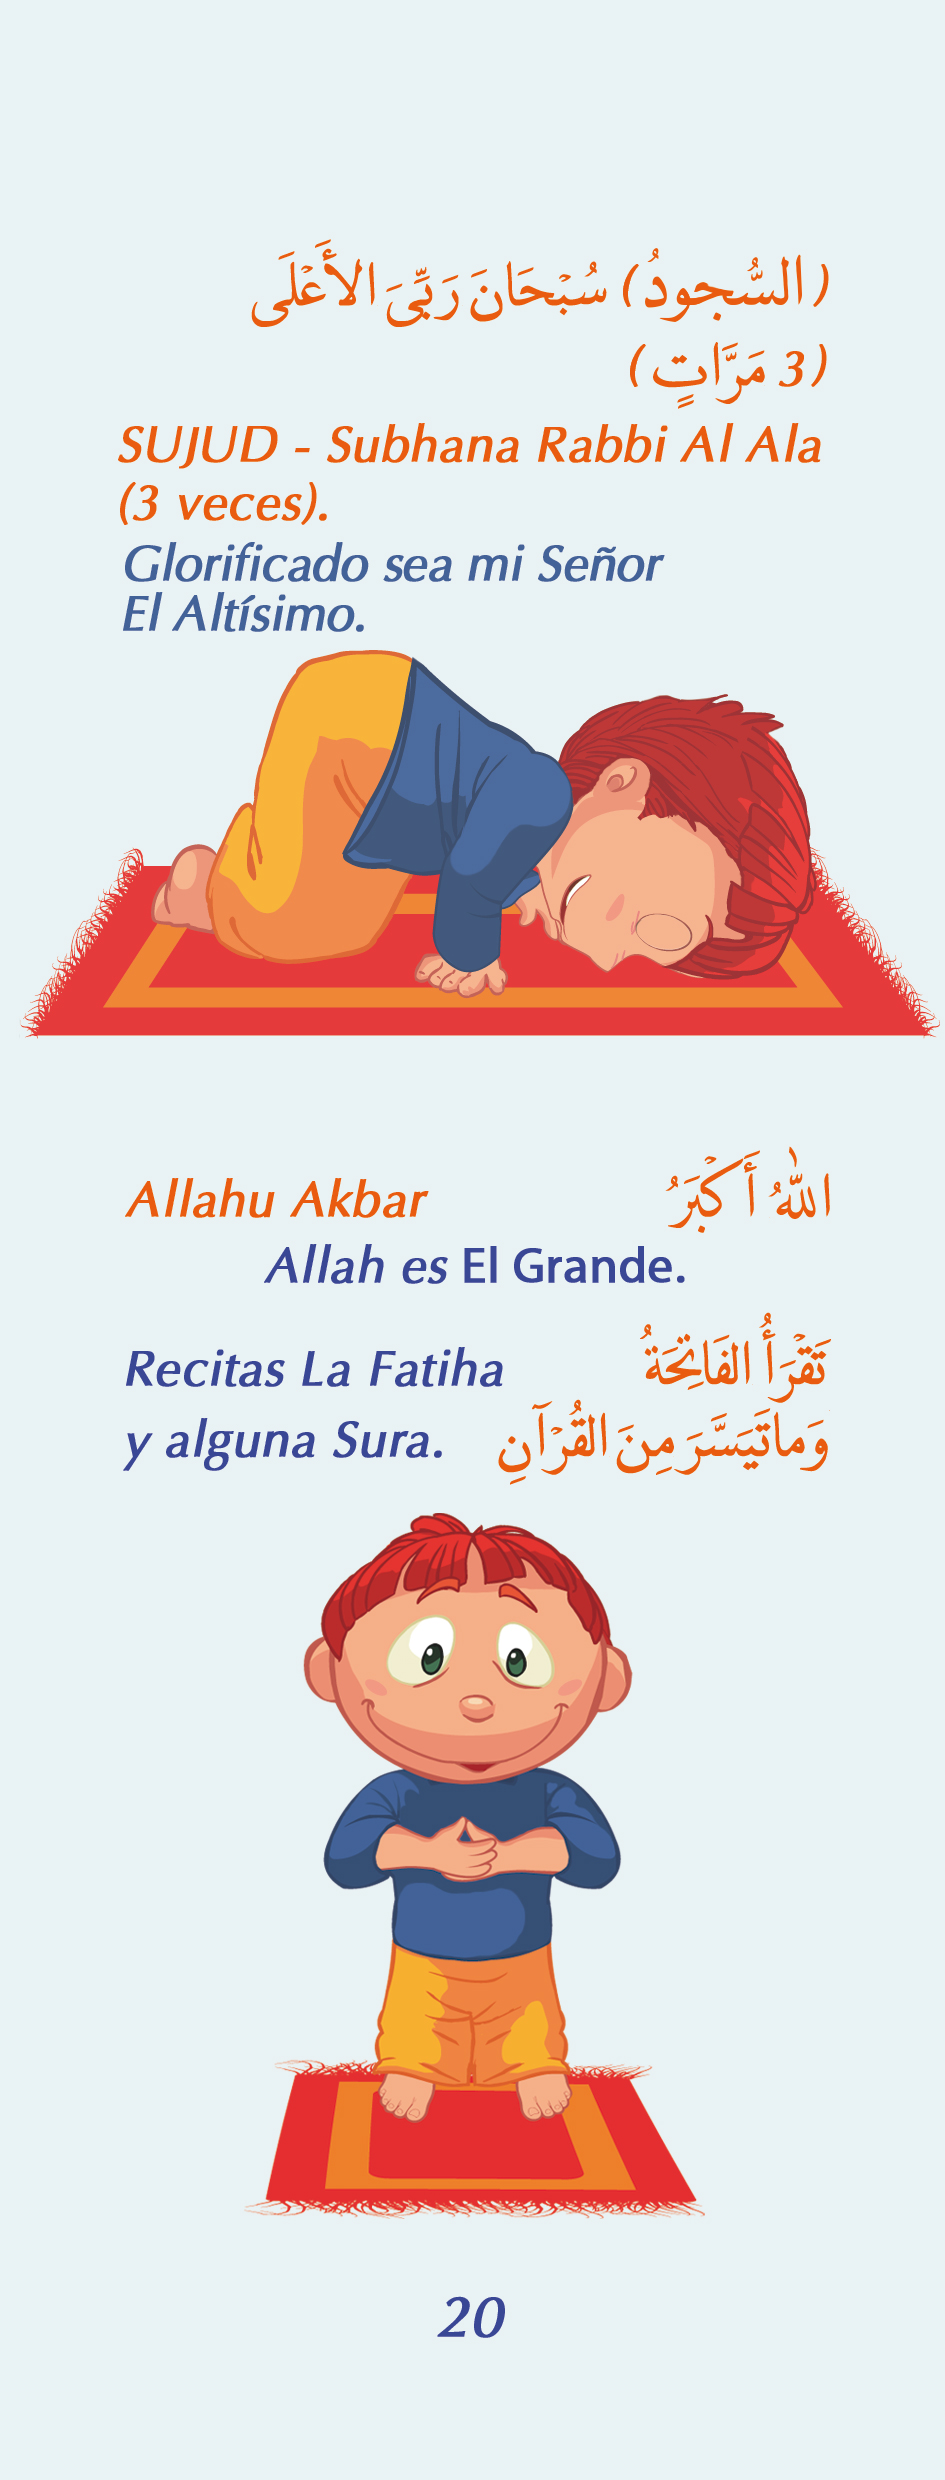 (السُّجودُ) سُبْحَانَ رَبِّىَ الأَعْلَى
(3 مَرَّاتٍ)
SUJUD - Subhana Rabbi Al Ala
(3 veces).
Glorificado sea mi Señor
El Altísimo.
Allahu Akbar اللّٰهُ أَكْبَرُ
Allah es El Grande.
Recitas La Fatiha تَقْرَأُ الفَاتِحَةُ
y alguna Sura. وَماتَيَسَّرَ مِنَ القُرْآنِ
20